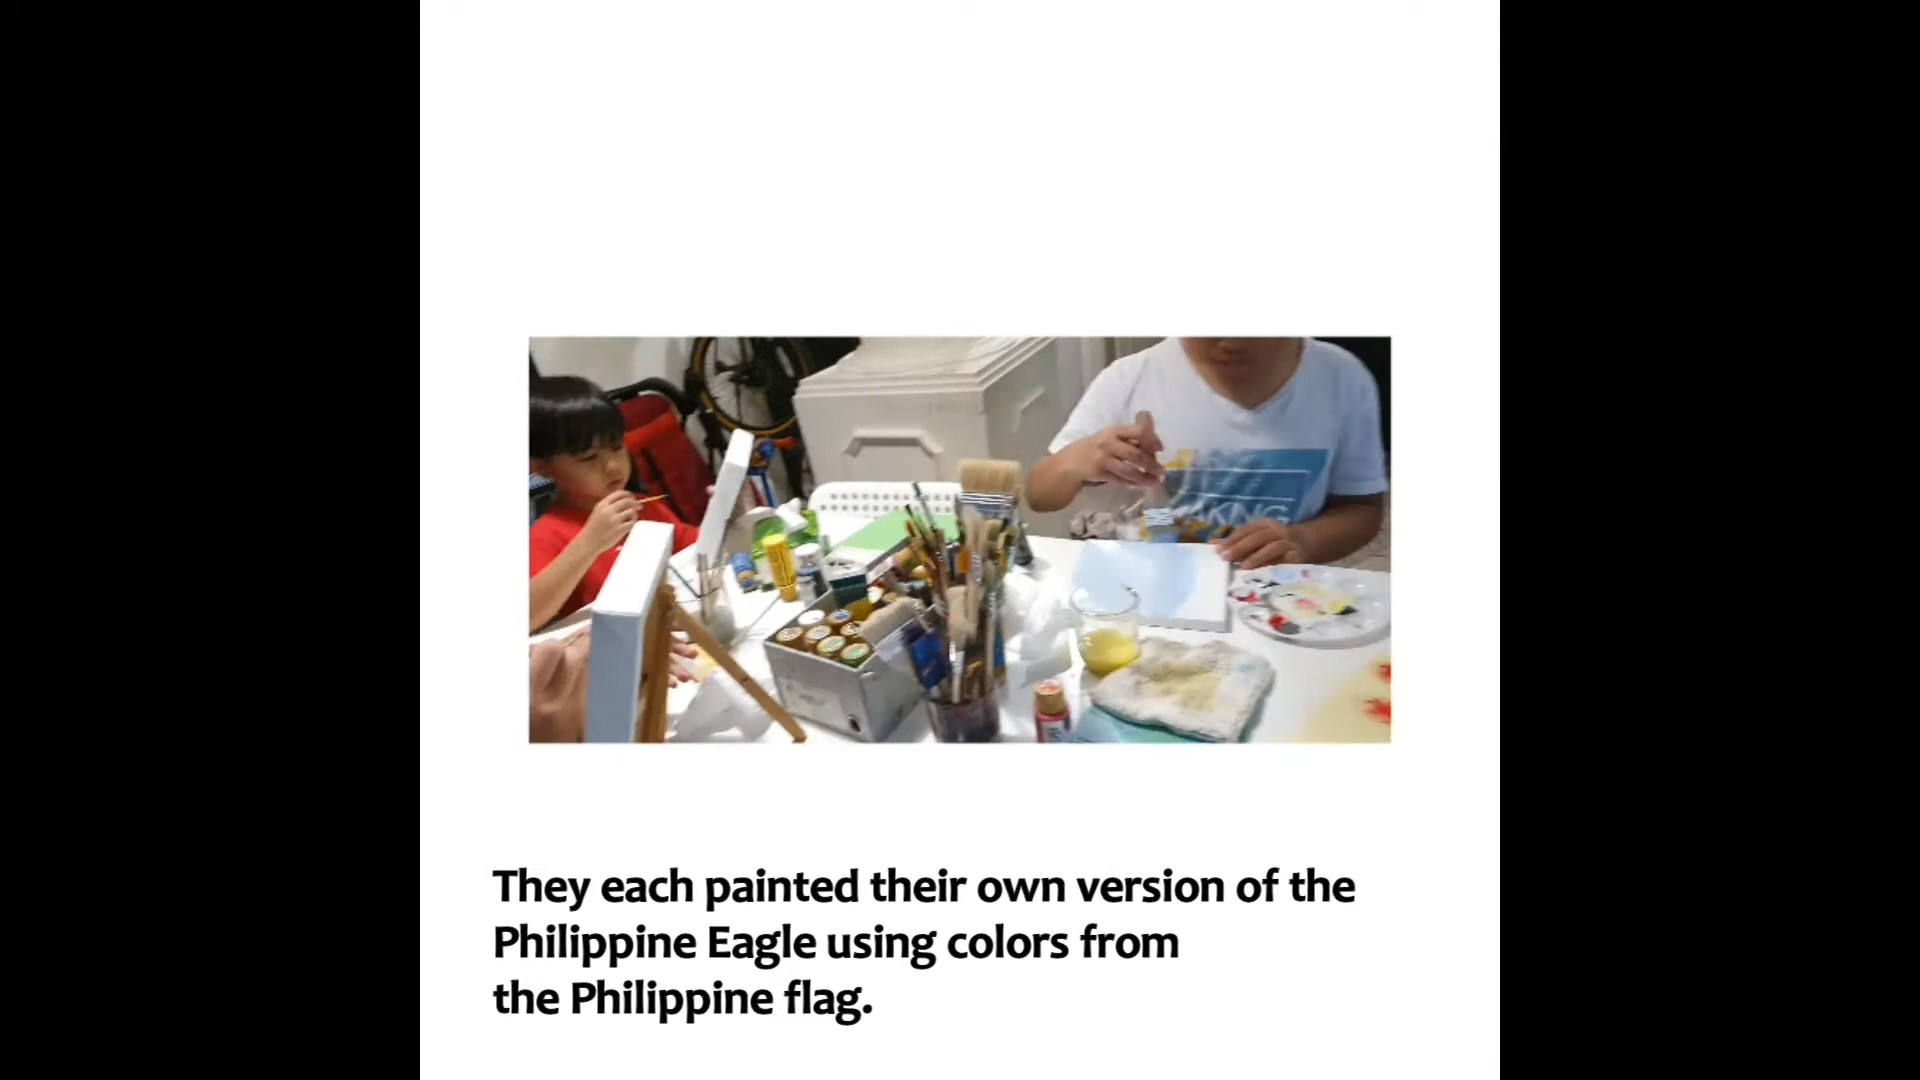 They each painted their own version of the
Philippine Eagle using colors from
the Philippine flag.